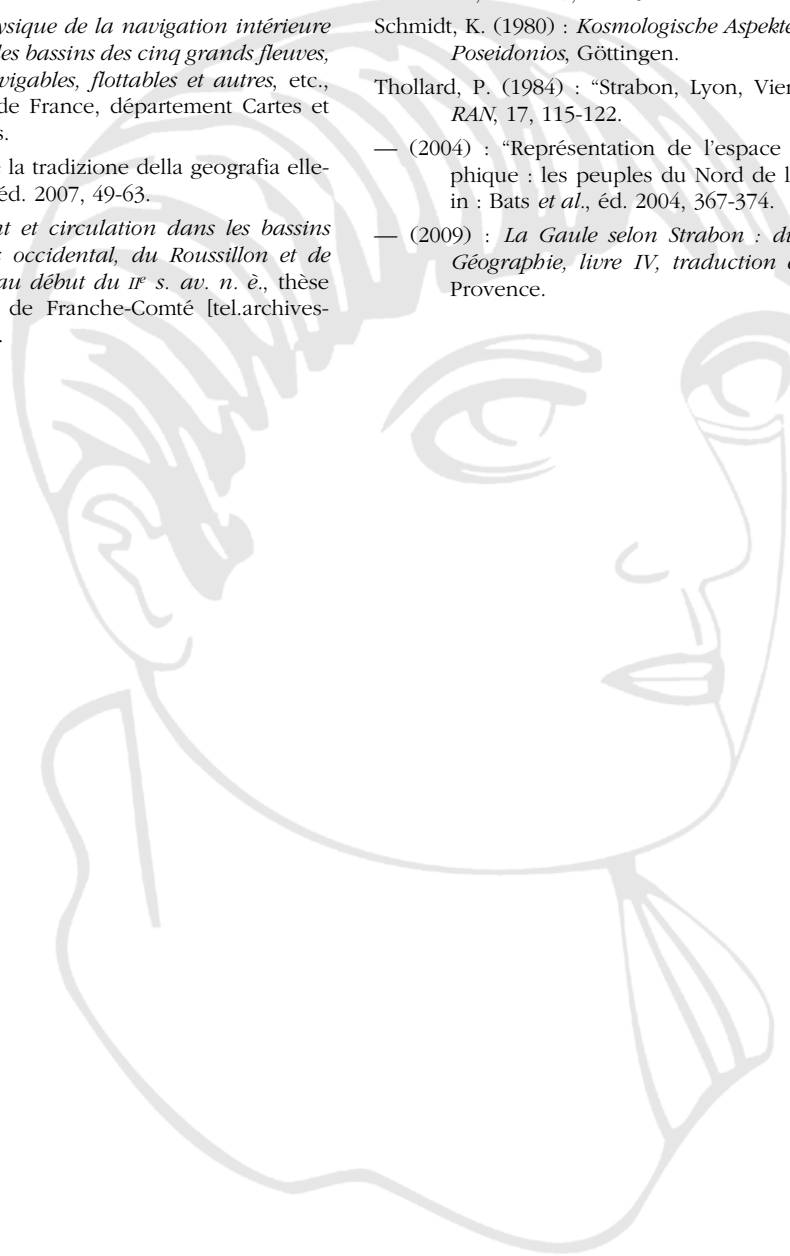 ysique de la navigation intérieure
les bassins des cinq grands fleuves,
vigables, flottables et autres, etc.,
de France, département Cartes et
s.
la tradizione della geografia elle-
éd. 2007, 49-63.
nt et circulation dans les bassins
occidental, du Roussillon et de
au début du IIe s. av. n. è., thèse
de Franche-Comté [tel.archives-
.
Schmidt, K. (1980) : Kosmologische Aspekte
Poseidonios, Göttingen.
Thollard, P. (1984) : “Strabon, Lyon, Vien
RAN, 17, 115-122.
— (2004) : “Représentation de l’espace
phique : les peuples du Nord de l
in : Bats et al., éd. 2004, 367-374.
— (2009) : La Gaule selon Strabon : du
Géographie, livre IV, traduction
Provence.